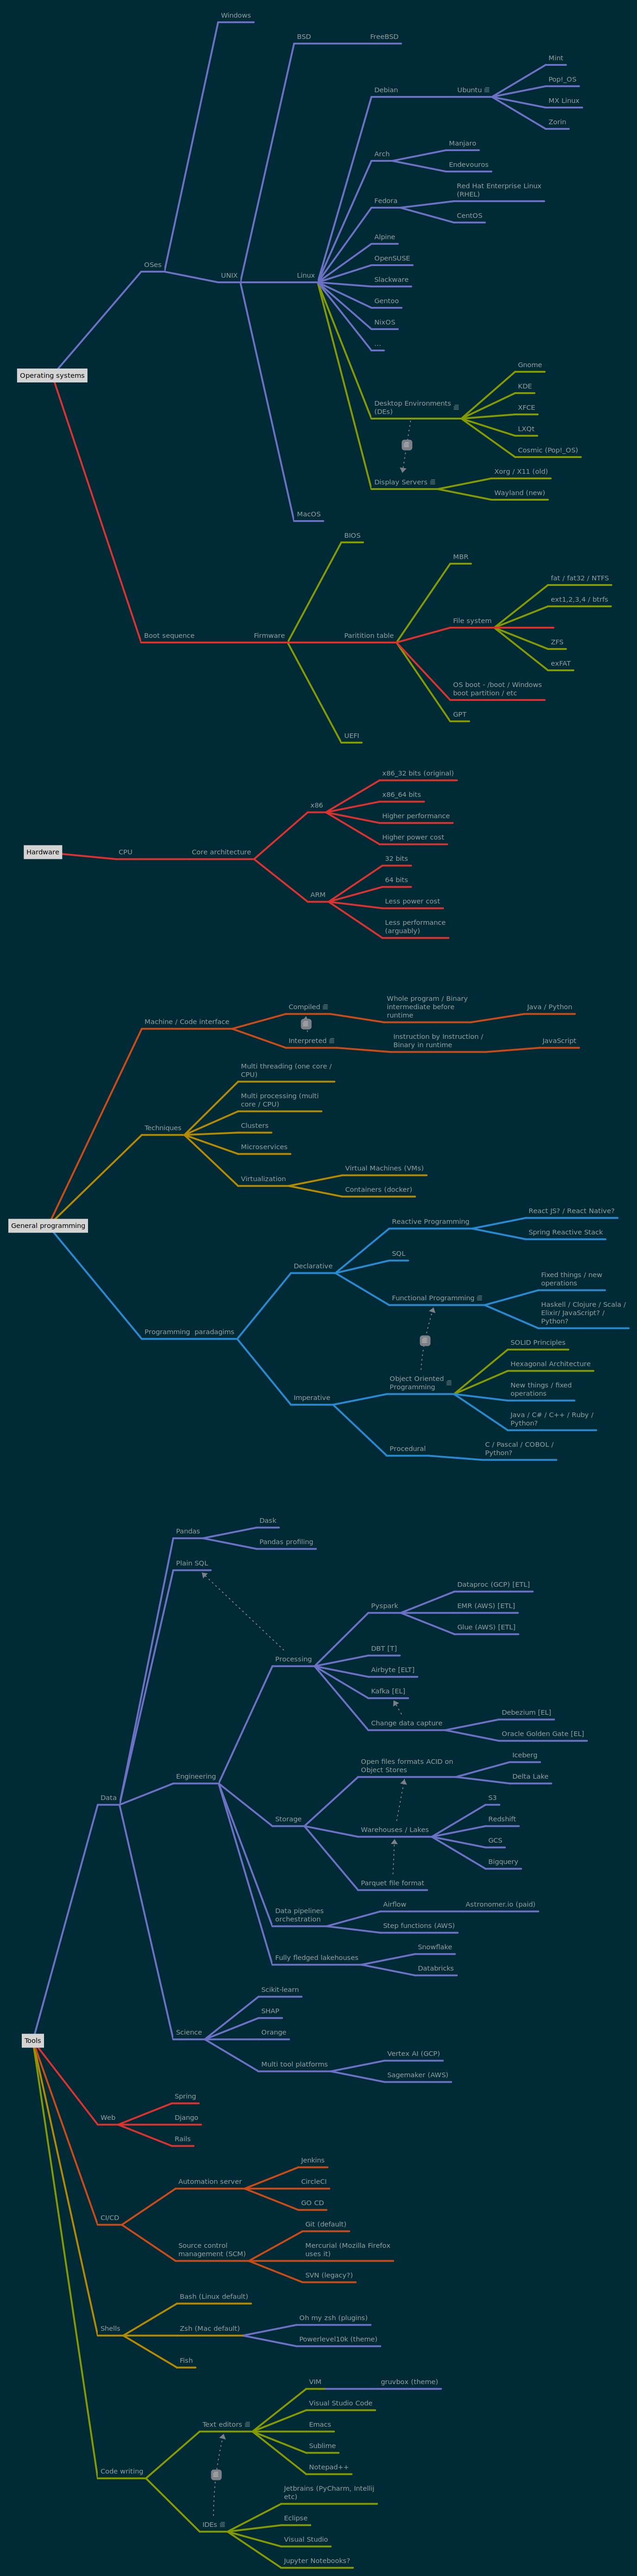 Windows
BSD
FreeBSD
Mint
Debian
Ubuntu
Pop!_OS
MX Linux
Zorin
Arch
Manjaro
Endevouros
Fedora
Red Hat Enterprise Linux
(RHEL)
CentOS
Alpine
OSes
UNIX
Linux
OpenSUSE
Slackware
Gentoo
NixOS
...
Operating systems
Desktop Environments
(DEs)
Gnome
KDE
XFCE
LXQt
Cosmic (Pop!_OS)
Display Servers
Xorg / X11 (old)
Wayland (new)
MacOS
BIOS
MBR
Boot sequence
Firmware
Paritition table
File system
fat / fat32 / NTFS
ext1,2,3,4 / btrfs
ZFS
exFAT
OS boot - /boot / Windows
boot partition / etc
GPT
UEFI
Hardware
CPU
Core architecture
x86
x86_32 bits (original)
x86_64 bits
Higher performance
Higher power cost
ARM
32 bits
64 bits
Less power cost
Less performance
(arguably)
General programming
Machine / Code interface
Compiled
Whole program / Binary
intermediate before
runtime
Java / Python
Interpreted
Instruction by Instruction /
Binary in runtime
JavaScript
Techniques
Multi threading (one core /
CPU)
Multi processing (multi
core / CPU)
Clusters
Microservices
Virtualization
Virtual Machines (VMs)
Containers (docker)
Programming  paradagims
Declarative
Reactive Programming
React JS? / React Native?
Spring Reactive Stack
SQL
Functional Programming
Fixed things / new
operations
Haskell / Clojure / Scala /
Elixir/ JavaScript? /
Python?
Imperative
Object Oriented
Programming
SOLID Principles
Hexagonal Architecture
New things / fixed
operations
Java / C# / C++ / Ruby /
Python?
Procedural
C / Pascal / COBOL /
Python?
Tools
Data
Pandas
Dask
Pandas profiling
Plain SQL
Engineering
Processing
Pyspark
Dataproc (GCP) [ETL]
EMR (AWS) [ETL]
Glue (AWS) [ETL]
DBT [T]
Airbyte [ELT]
Kafka [EL]
Change data capture
Debezium [EL]
Oracle Golden Gate [EL]
Storage
Open files formats ACID on
Object Stores
Iceberg
Delta Lake
Warehouses / Lakes
S3
Redshift
GCS
Bigquery
Parquet file format
Data pipelines
orchestration
Airflow
Astronomer.io (paid)
Step functions (AWS)
Fully fledged lakehouses
Snowflake
Databricks
Science
Scikit-learn
SHAP
Orange
Multi tool platforms
Vertex AI (GCP)
Sagemaker (AWS)
Web
Spring
Django
Rails
CI/CD
Automation server
Jenkins
CircleCI
GO CD
Source control
management (SCM)
Git (default)
Mercurial (Mozilla Firefox
uses it)
SVN (legacy?)
Shells
Bash (Linux default)
Zsh (Mac default)
Oh my zsh (plugins)
Powerlevel10k (theme)
Fish
Code writing
Text editors
VIM
gruvbox (theme)
Visual Studio Code
Emacs
Sublime
Notepad++
IDEs
Jetbrains (PyCharm, Intellij
etc)
Eclipse
Visual Studio
Jupyter Notebooks?